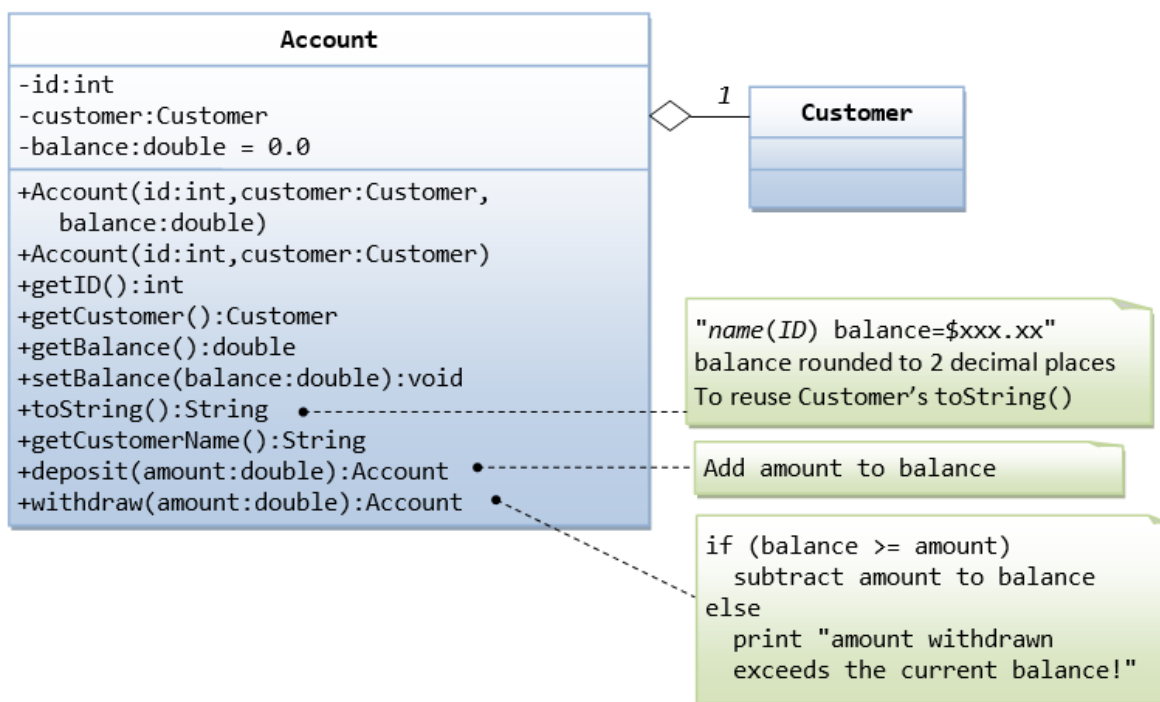 Account
-id:int
-customer:Customer
-balance:double = 0.0
+Account(id:int,customer:Customer,
balance:double)
+Account(id:int,customer:Customer)
+getID():int
+getCustomer():Customer
+getBalance():double
+setBalance(balance:double):void
+toString():String
+getCustomerName():String
+deposit(amount:double):Account
+withdraw(amount:double):Account
1
Customer
"name(ID) balance=$xxx.xx"
balance rounded to 2 decimal places
To reuse Customer’s toString()
Add amount to balance
if (balance >= amount)
subtract amount to balance
else
print "amount withdrawn
exceeds the current balance!"